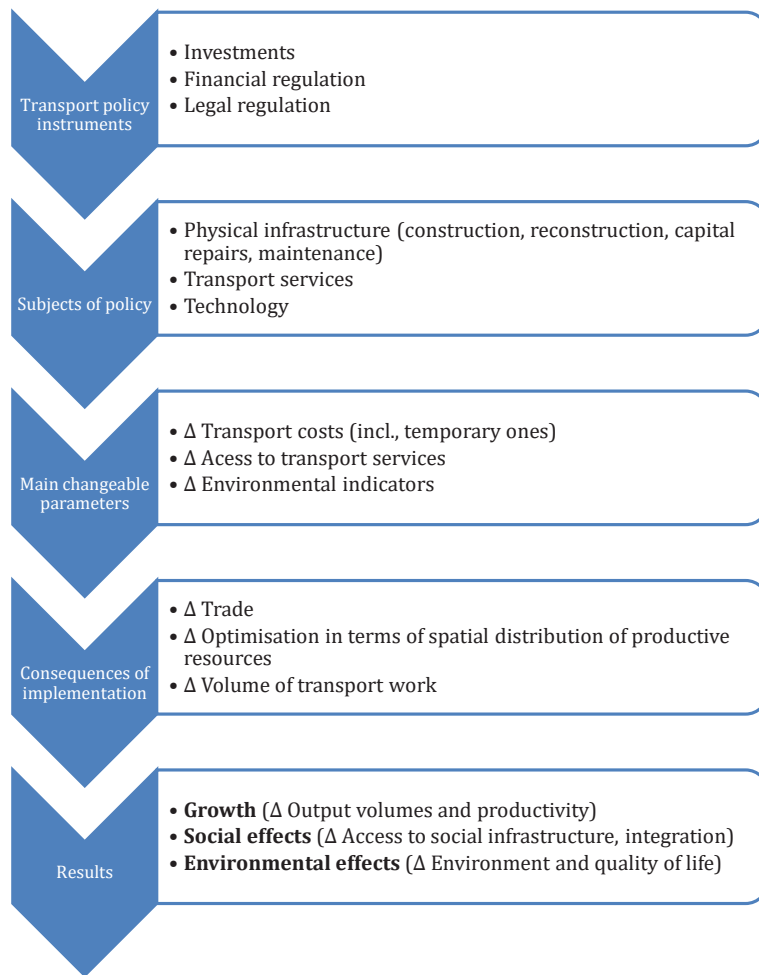 Transport policy
instruments
• Investments
• Financial regulation
• Legal regulation
Subjects of policy
• Physical infrastructure (construction, reconstruction, capital
repairs, maintenance)
• Transport services
• Technology
Main changeable
parameters
• Δ Transport costs (incl., temporary ones)
• Δ Acess to transport services
• Δ Environmental indicators
Consequences of
implementation
• Δ Trade
• Δ Optimisation in terms of spatial distribution of productive
resources
• Δ Volume of transport work
Results
• Growth (Δ Output volumes and productivity)
• Social effects (Δ Access to social infrastructure, integration)
• Environmental effects (Δ Environment and quality of life)